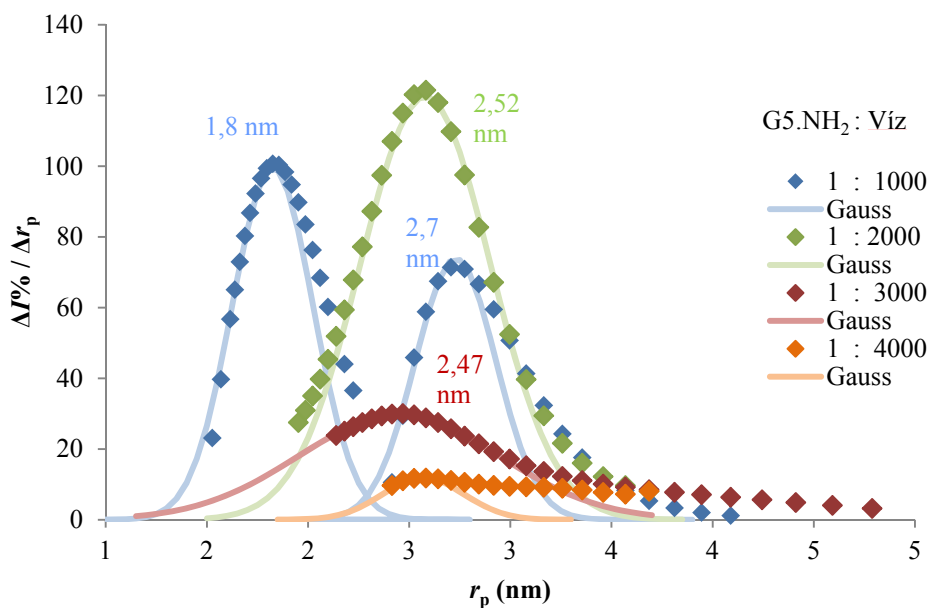 140
120
100
80
60
40
20
0
ΔI% / Δrp
1,8 nm
2,52
nm
2,7
nm
2,47
nm
G5.NH2 : Víz
1 : 1000
Gauss
1 : 2000
Gauss
1 : 3000
Gauss
1 : 4000
Gauss
1 2 2 3 3 4 4 5 5
rp (nm)